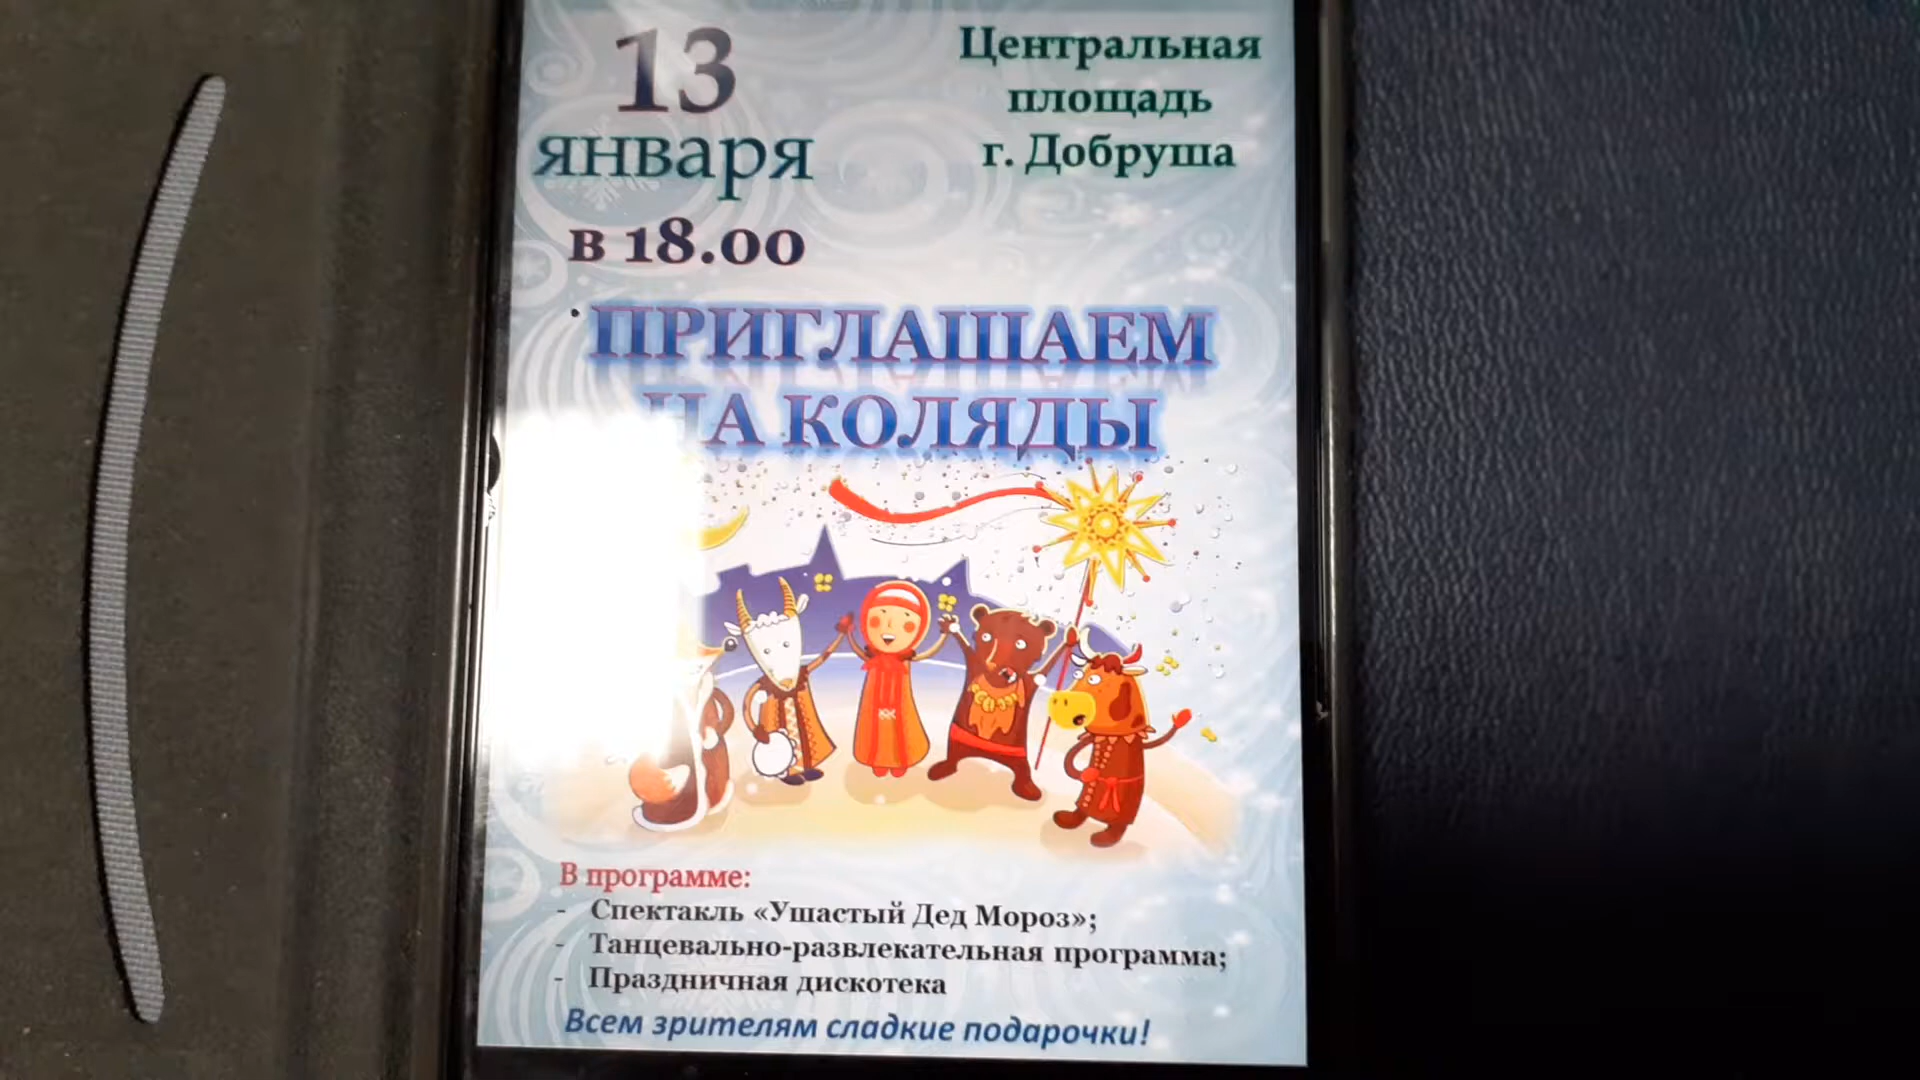 13
января
в 18.00
Центральная
площадь
г. Добруша
ПРИГЛАШАЕМ
НА КОЛЯДЫ
В программе:
- Спектакль «Ушастый Дед Мороз»;
- Танцевально-развлекательная программа;
- Праздничная дискотека
Всем зрителям сладкие подарочки!